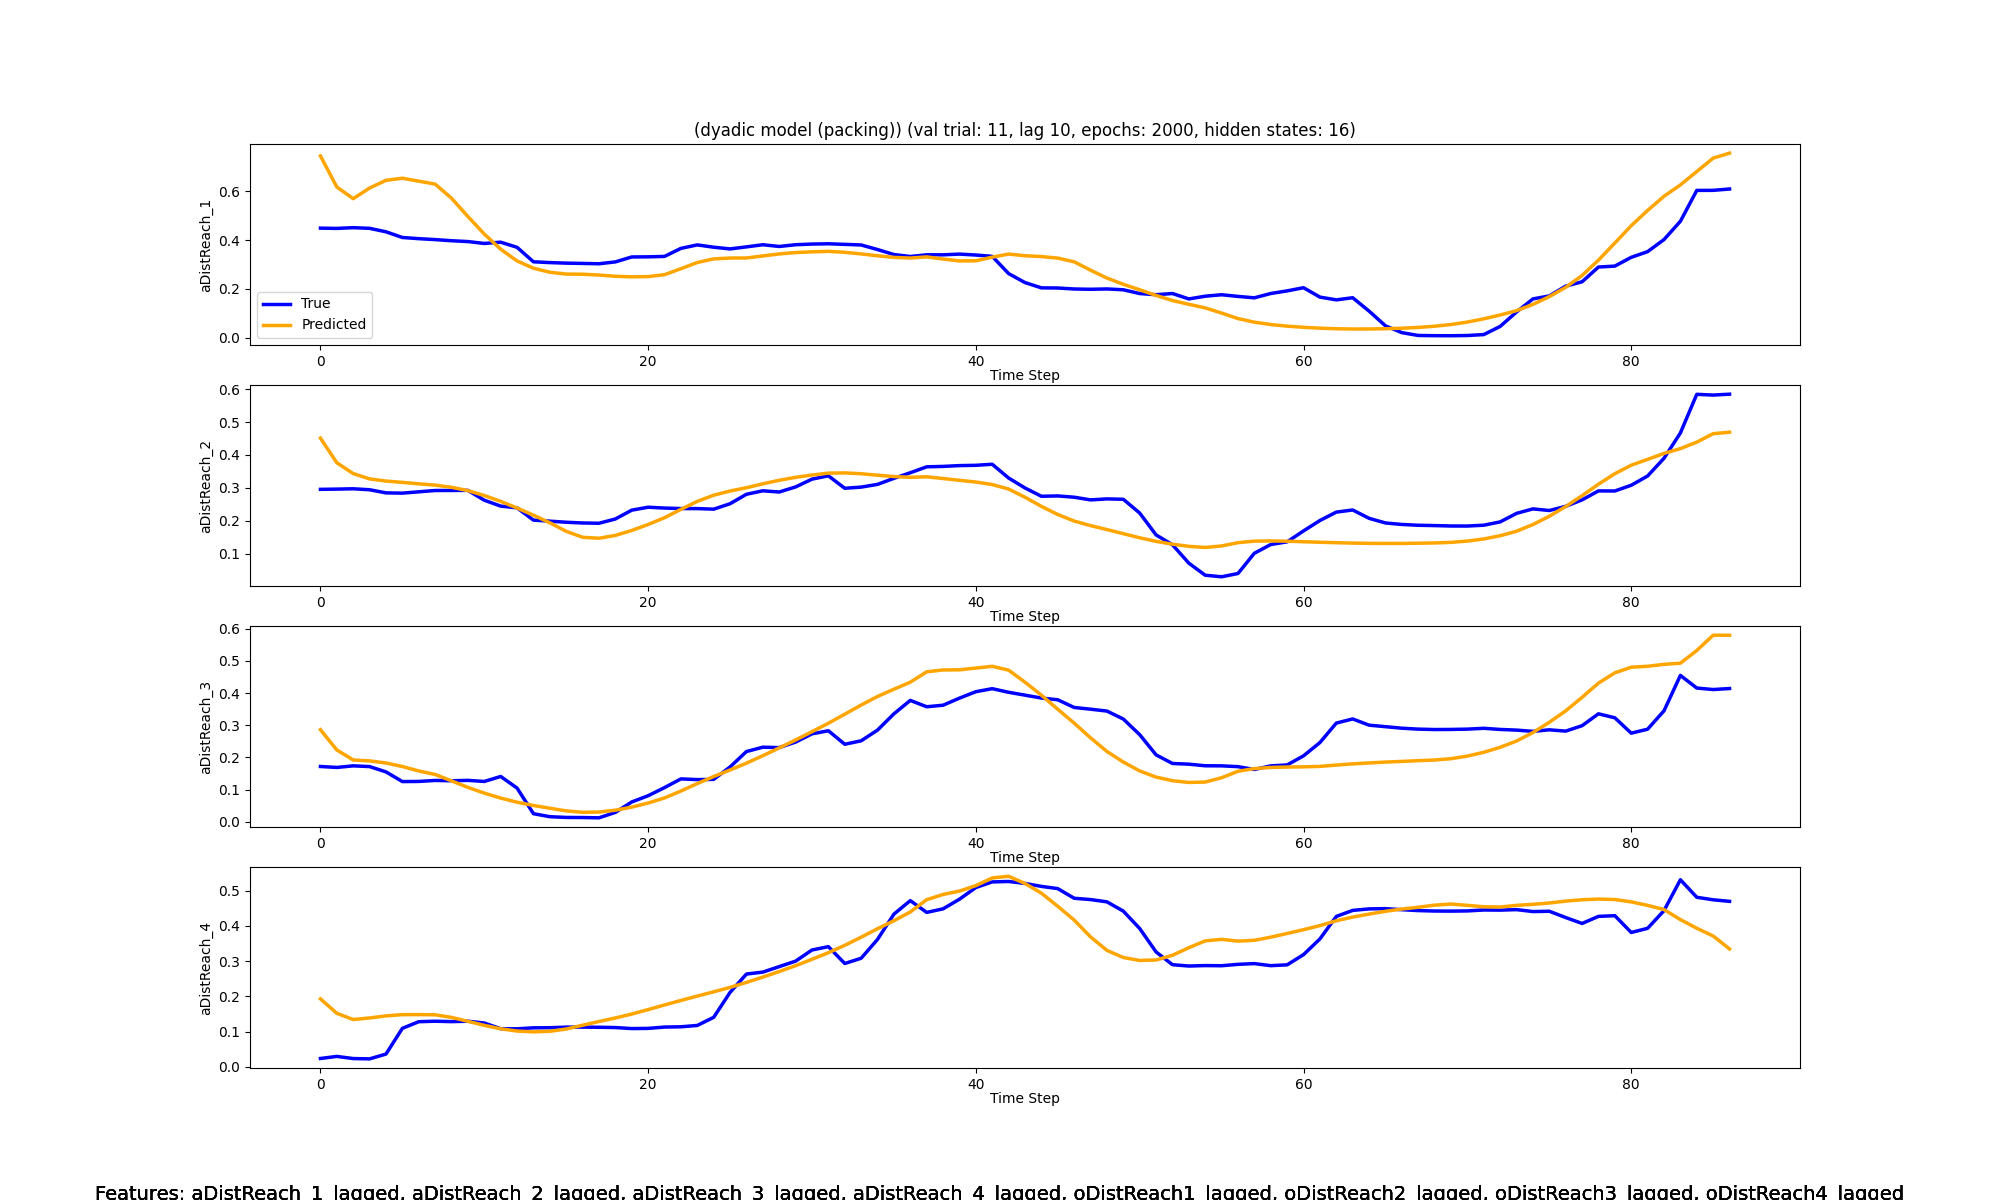 (dyadic model (packing)) (val trial: 11, lag 10, epochs: 2000, hidden states: 16)
aDistReach_1
0.6
0.4
0.2
0.0
True
Predicted
0 20 40 60 80
Time Step
aDistReach_2
0.6
0.5
0.4
0.3
0.2
0.1
0 20 40 60 80
Time Step
aDistReach_3
0.6
0.5
0.4
0.3
0.2
0.1
0.0
0 20 40 60 80
Time Step
aDistReach_4
0.5
0.4
0.3
0.2
0.1
0.0
0 20 40 60 80
Time Step
Features: aDistReach_1_lagged, aDistReach_2_lagged, aDistReach_3_lagged, aDistReach_4_lagged, oDistReach1_lagged, oDistReach2_lagged, oDistReach3_lagged, oDistReach4_lagged